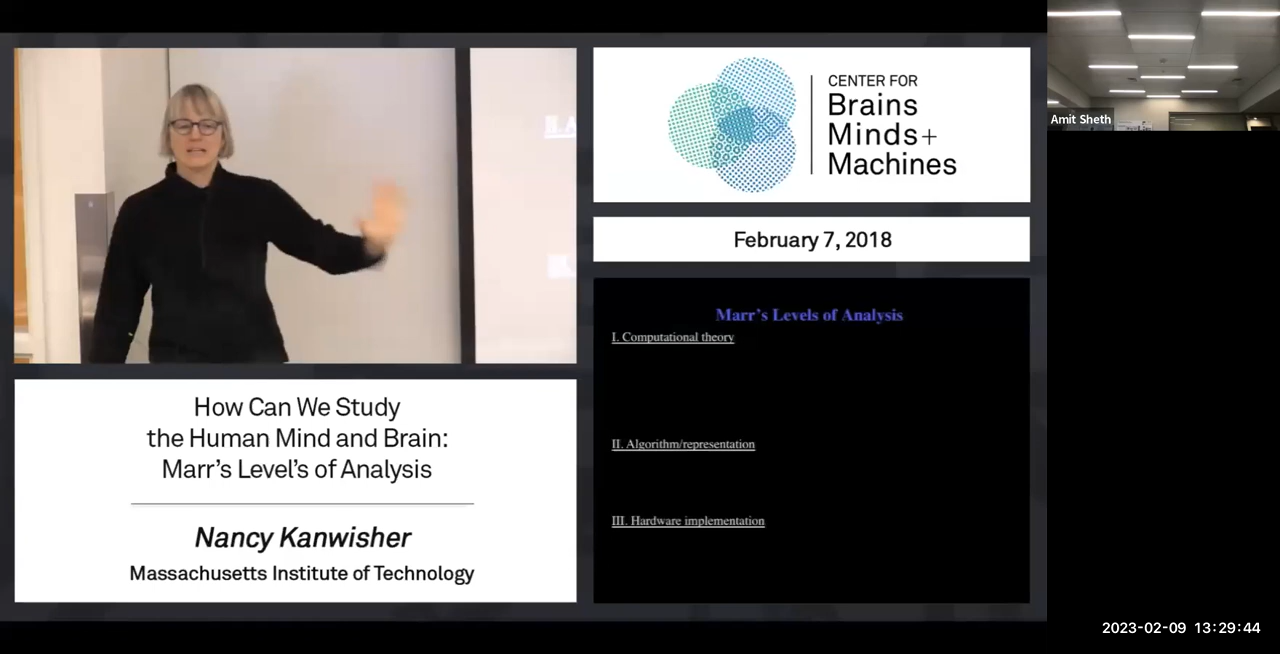 CENTER FOR
Brains
Minds+
Machines
Amit Sheth
February 7, 2018
Marr's Levels of Analysis
I. Computational theory
II. Algorithm/representation
III. Hardware implementation
How Can We Study
the Human Mind and Brain:
Marr's Level's of Analysis
Nancy Kanwisher
Massachusetts Institute of Technology
2023-02-09 13:29:44